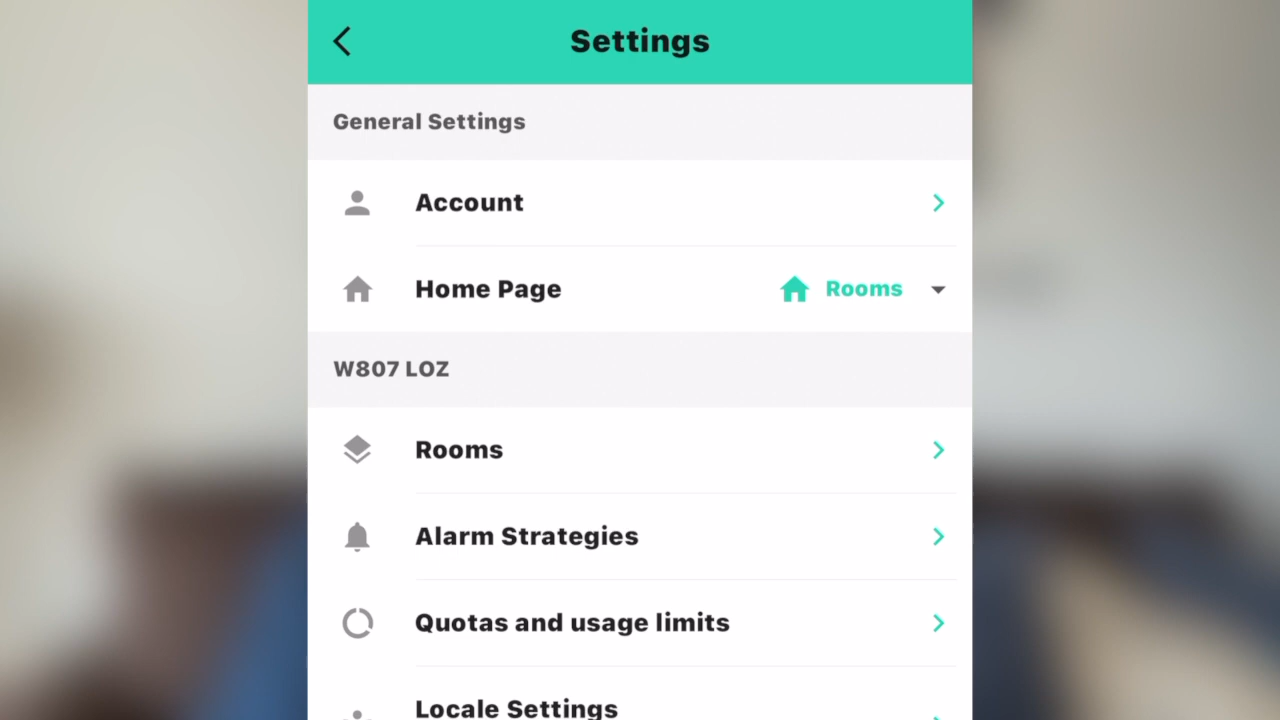 Settings
General Settings
Account
Home Page
Rooms
W807 LOZ
Rooms
Alarm Strategies
Quotas and usage limits
Locale Settings